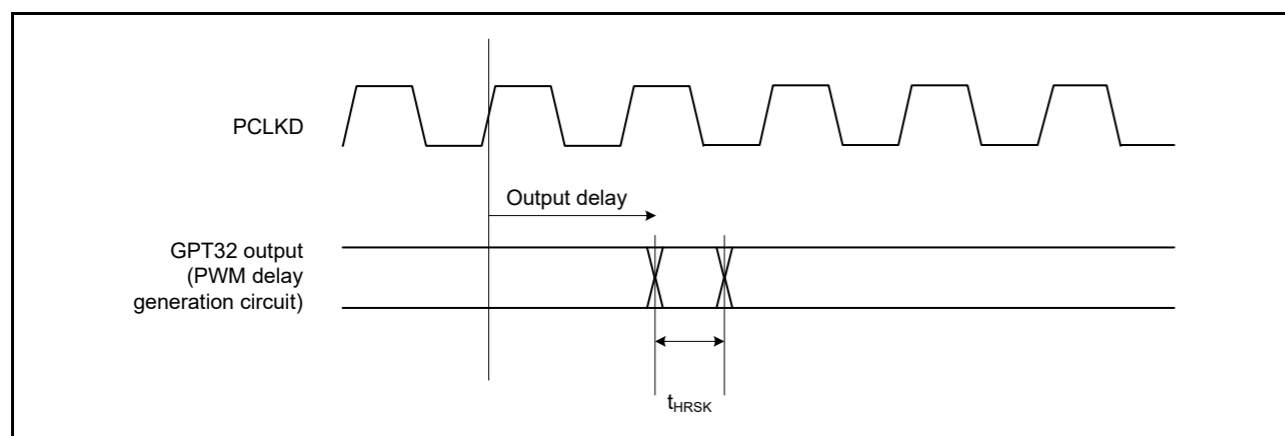 PCLKD
Output delay
GPT32 output
(PWM delay
generation circuit)
tHRSK